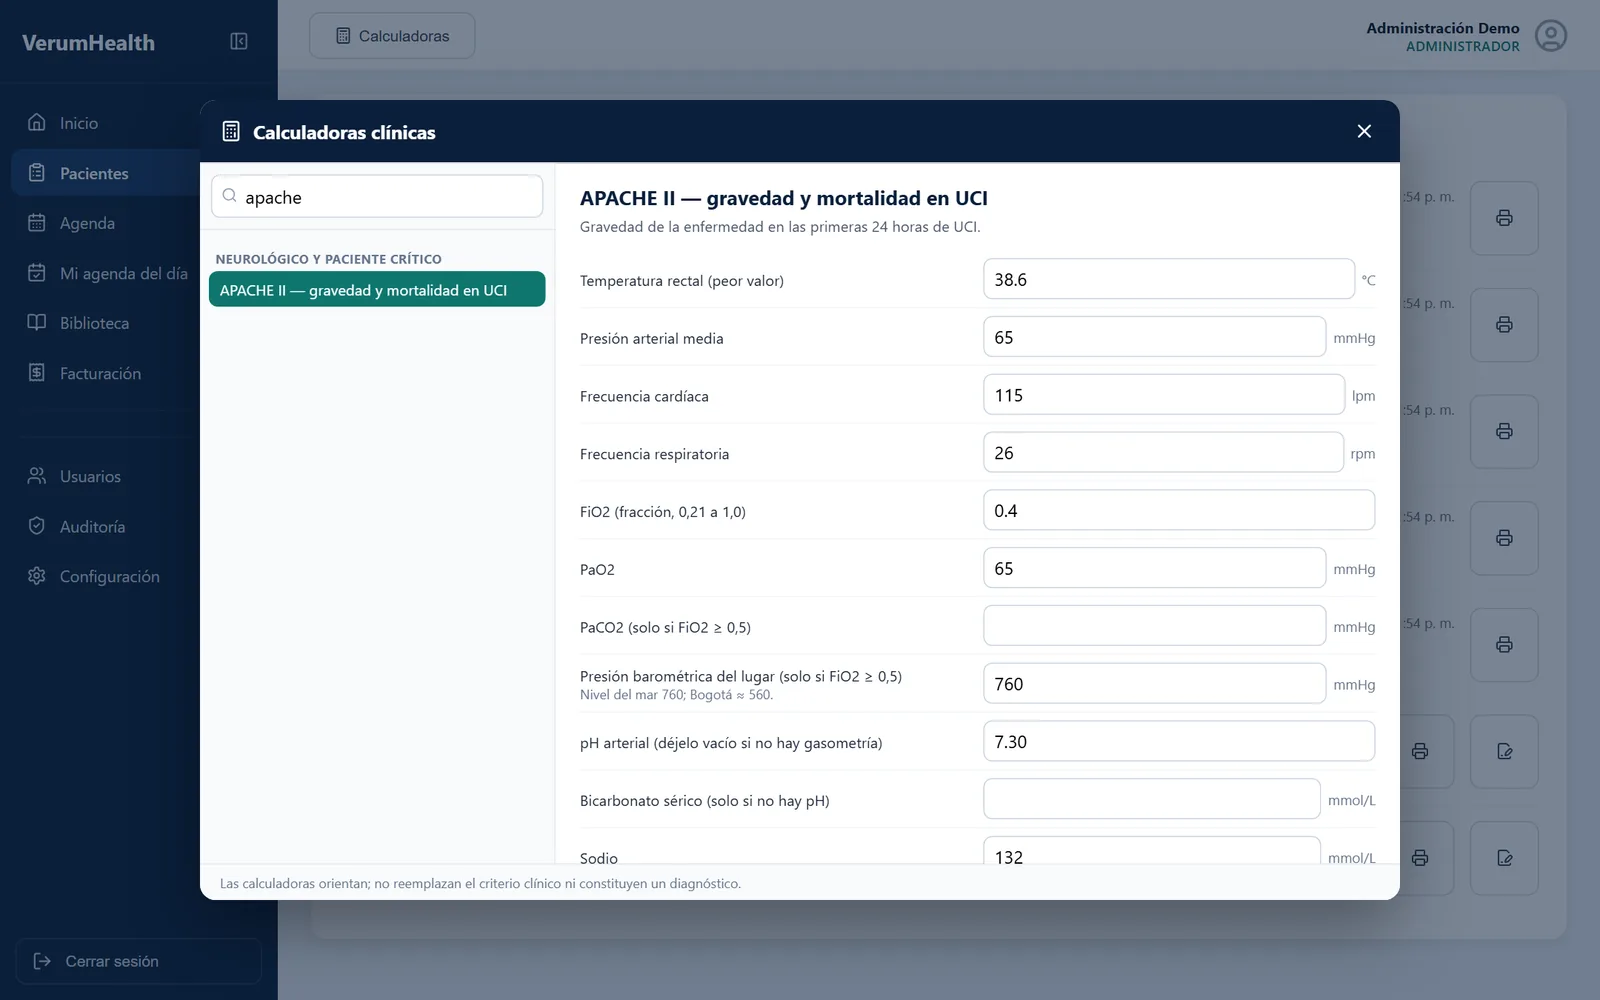 VerumHealth
Calculadoras
Administración Demo
ADMINISTRADOR
Inicio
Pacientes
Agenda
Mi agenda del día
Biblioteca
Facturación
Usuarios
Auditoría
Configuración
Cerrar sesión
Calculadoras clínicas
apache
NEUROLÓGICO Y PACIENTE CRÍTICO
APACHE II — gravedad y mortalidad en UCI
APACHE II — gravedad y mortalidad en UCI
Gravedad de la enfermedad en las primeras 24 horas de UCI.
Temperatura rectal (peor valor) 38.6 °C
Presión arterial media 65 mmHg
Frecuencia cardíaca 115 lpm
Frecuencia respiratoria 26 rpm
FiO2 (fracción, 0,21 a 1,0) 0.4
PaO2 65 mmHg
PaCO2 (solo si FiO2 ≥ 0,5) mmHg
Presión barométrica del lugar (solo si FiO2 ≥ 0,5) 760 mmHg
Nivel del mar 760; Bogotá ≈ 560.
pH arterial (déjelo vacío si no hay gasometría) 7.30
Bicarbonato sérico (solo si no hay pH) mmol/L
Sodio 132 mmol/L
Las calculadoras orientan; no reemplazan el criterio clínico ni constituyen un diagnóstico.
:54 p. m.
:54 p. m.
:54 p. m.
:54 p. m.
:54 p. m.